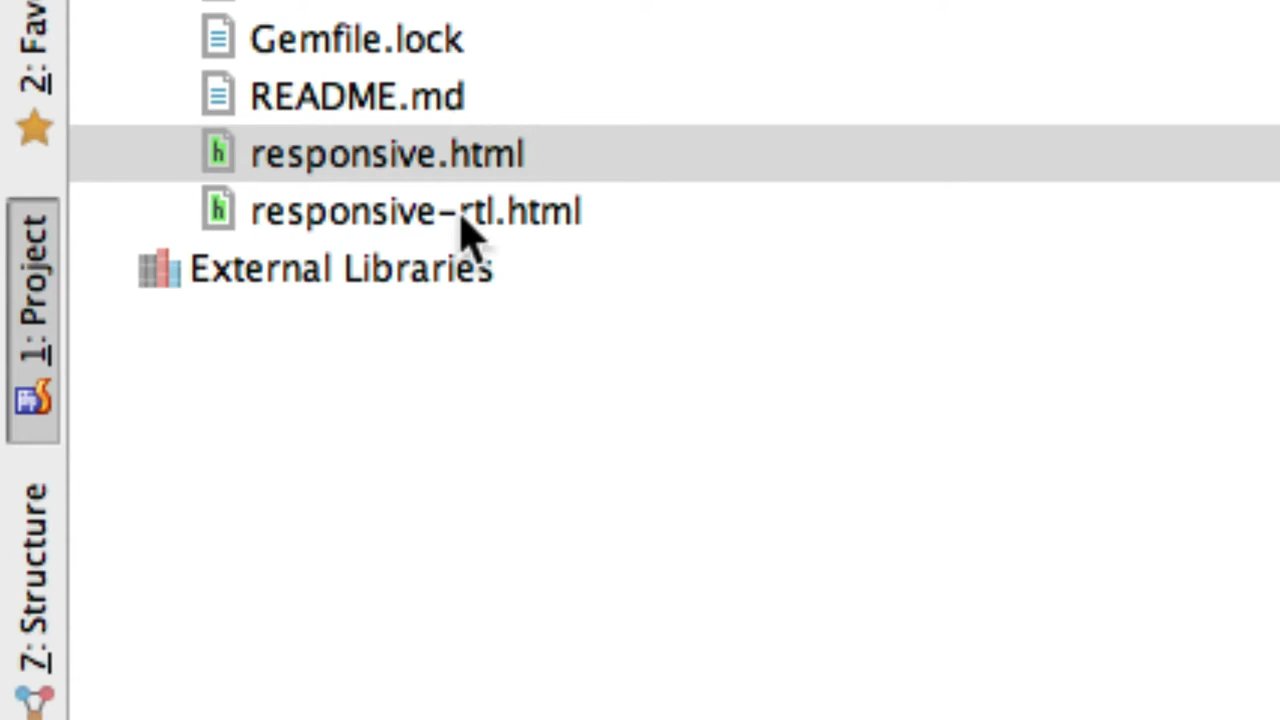 2: Fav
1: Project
7: Structure
Gemfile.lock
README.md
responsive.html
responsive-rtl.html
External Libraries